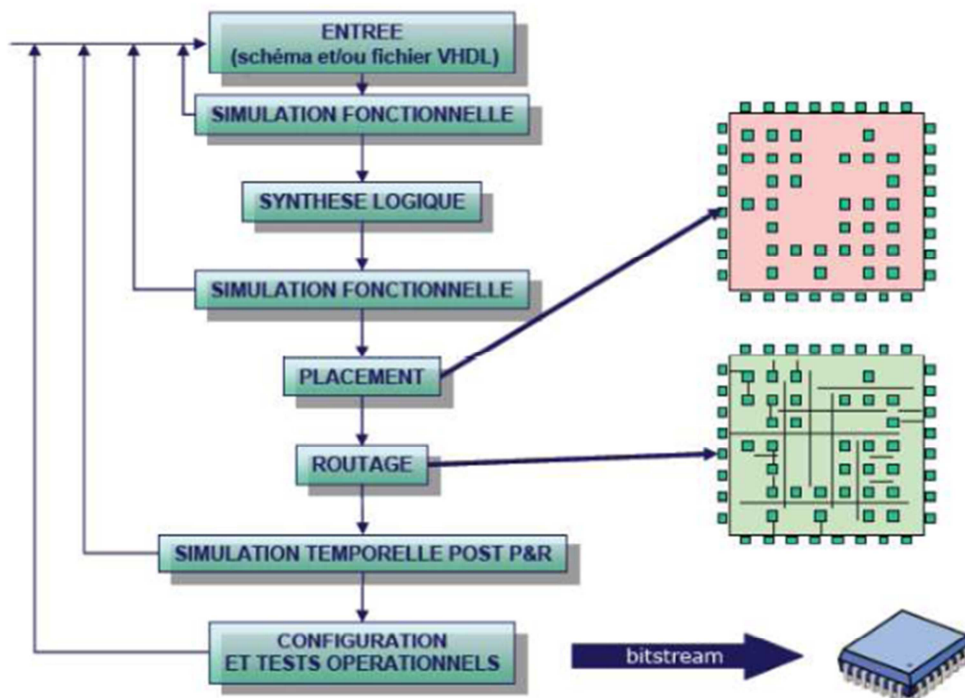 ENTREE
(schéma et/ou fichier VHDL)
SIMULATION FONCTIONNELLE
SYNTHESE LOGIQUE
SIMULATION FONCTIONNELLE
PLACEMENT
ROUTAGE
SIMULATION TEMPORELLE POST P&R
CONFIGURATION
ET TESTS OPERATIONNELS
bitstream